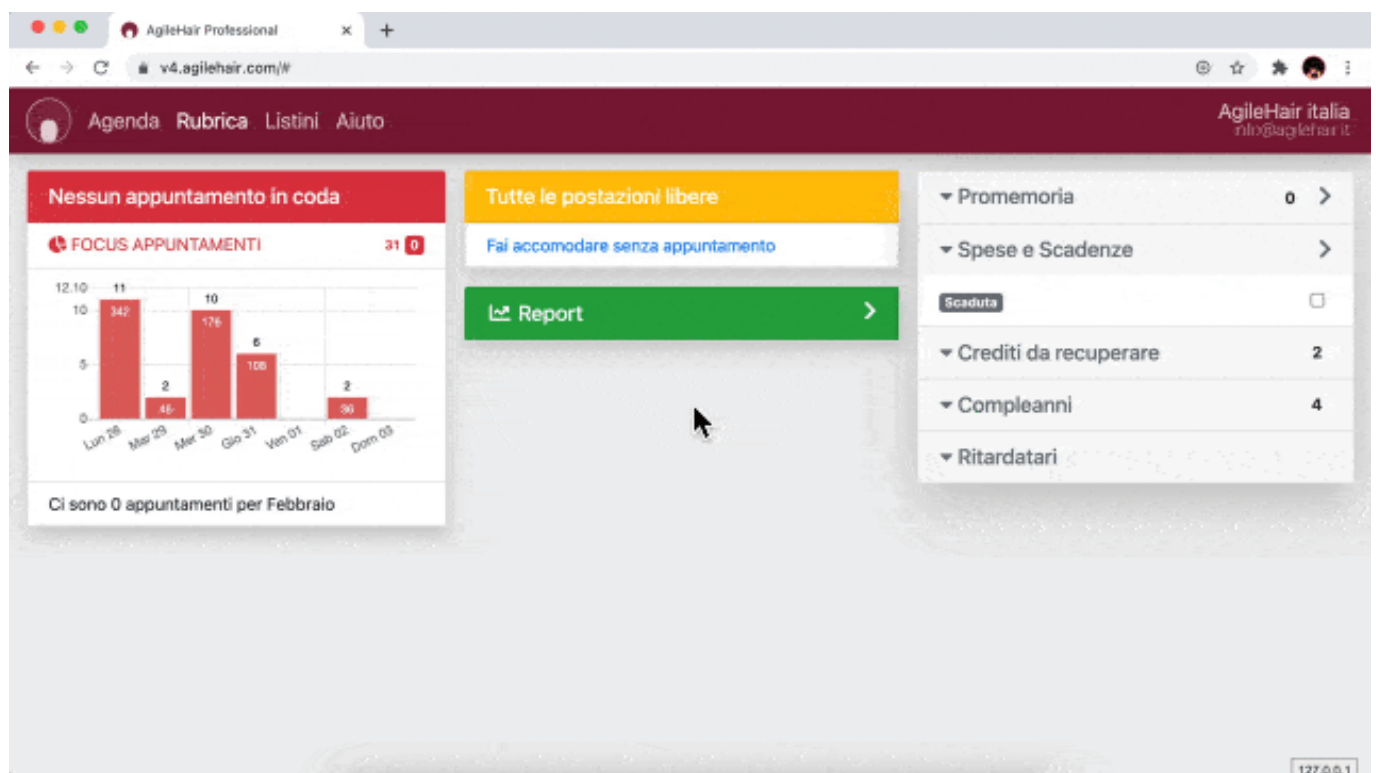 AgileHair Professional
v4.agilehair.com/#
Agenda Rubrica Listini Aiuto
AgileHair italia
Nessun appuntamento in coda
FOCUS APPUNTAMENTI 31 0
12.10
10
5
0
11
342
2
46
10
176
6
108
2
36
Lun 28 Mar 29 Mer 30 Gio 31 Ven 01 Sab 02 Dom 03
Ci sono 0 appuntamenti per Febbraio
Tutte le postazioni libere
Fai accomodare senza appuntamento
Report
Promemoria 0
Spese e Scadenze
Scaduta
Crediti da recuperare 2
Compleanni 4
Ritardatari
127.0.0.1